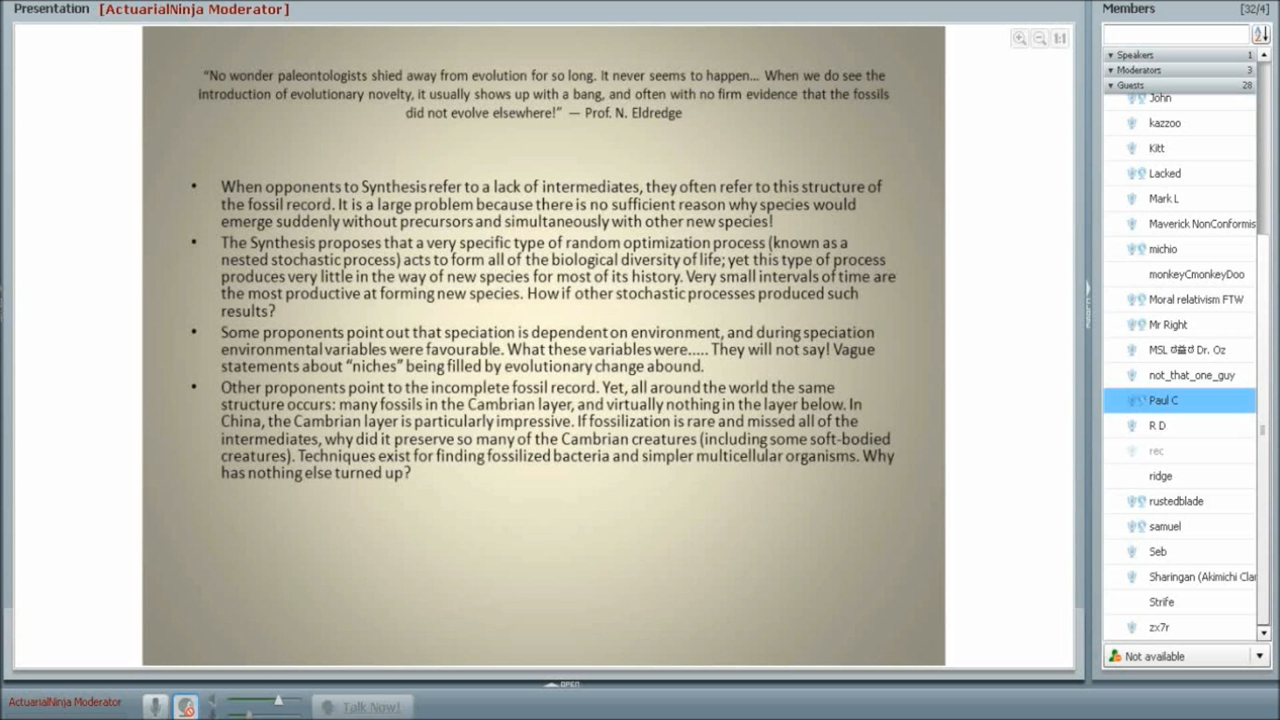 Presentation [ActuarialNinja Moderator]
"No wonder paleontologists shied away from evolution for so long. It never seems to happen... When we do see the
introduction of evolutionary novelty, it usually shows up with a bang, and often with no firm evidence that the fossils
did not evolve elsewhere!" — Prof. N. Eldredge
• When opponents to Synthesis refer to a lack of intermediates, they often refer to this structure of
the fossil record. It is a large problem because there is no sufficient reason why species would
emerge suddenly without precursors and simultaneously with other new species!
• The Synthesis proposes that a very specific type of random optimization process (known as a
nested stochastic process) acts to form all of the biological diversity of life; yet this type of process
produces very little in the way of new species for most of its history. Very small intervals of time are
the most productive at forming new species. How if other stochastic processes produced such
results?
• Some proponents point out that speciation is dependent on environment, and during speciation
environmental variables were favourable. What these variables were..... They will not say! Vague
statements about "niches" being filled by evolutionary change abound.
• Other proponents point to the incomplete fossil record. Yet, all around the world the same
structure occurs: many fossils in the Cambrian layer, and virtually nothing in the layer below. In
China, the Cambrian layer is particularly impressive. If fossilization is rare and missed all of the
intermediates, why did it preserve so many of the Cambrian creatures (including some soft-bodied
creatures). Techniques exist for finding fossilized bacteria and simpler multicellular organisms. Why
has nothing else turned up?
1:1
Members [32/4]
Speakers 1
Moderators 3
Guests 28
John
kazzoo
Kitt
Lacked
Mark L
Maverick NonConformis
michio
monkeyCmonkeyDoo
Moral relativism FTW
Mr Right
MSL ಠ益ಠ Dr. Oz
not_that_one_guy
Paul C
R D
rec
ridge
rustedblade
samuel
Seb
Sharingan (Akimichi Cla
Strife
zx7r
Not available
OPEN
ActuarialNinja Moderator
Talk Now!